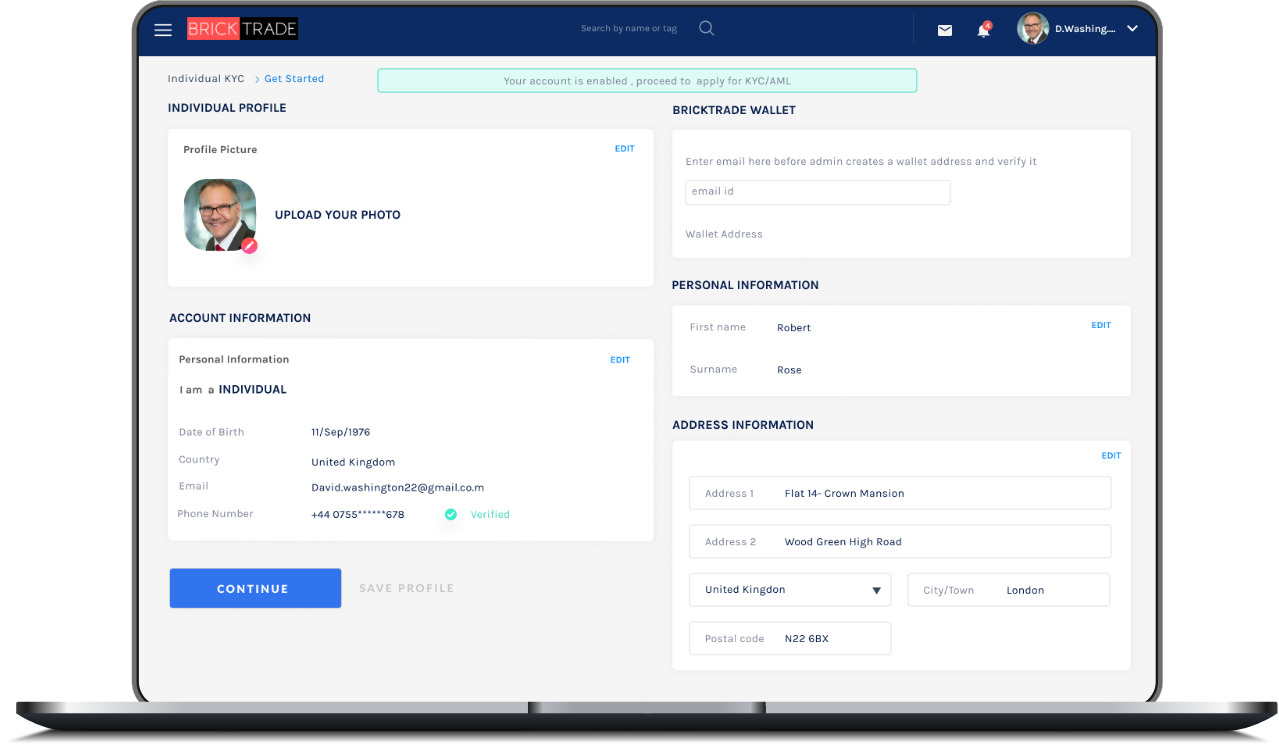 BRICKTRADE
Search by name or tag
4
D.Washing...
Individual KYC > Get Started
Your account is enabled , proceed to apply for KYC/AML
INDIVIDUAL PROFILE
Profile Picture
EDIT
UPLOAD YOUR PHOTO
ACCOUNT INFORMATION
Personal Information
EDIT
I am a INDIVIDUAL
Date of Birth 11/Sep/1976
Country United Kingdom
Email David.washington22@gmail.co.m
Phone Number +44 0755******678 Verified
CONTINUE SAVE PROFILE
BRICKTRADE WALLET
Enter email here before admin creates a wallet address and verify it
email id
Wallet Address
PERSONAL INFORMATION
First name Robert
EDIT
Surname Rose
ADDRESS INFORMATION
EDIT
Address 1 Flat 14- Crown Mansion
Address 2 Wood Green High Road
United Kingdon City/Town London
Postal code N22 6BX